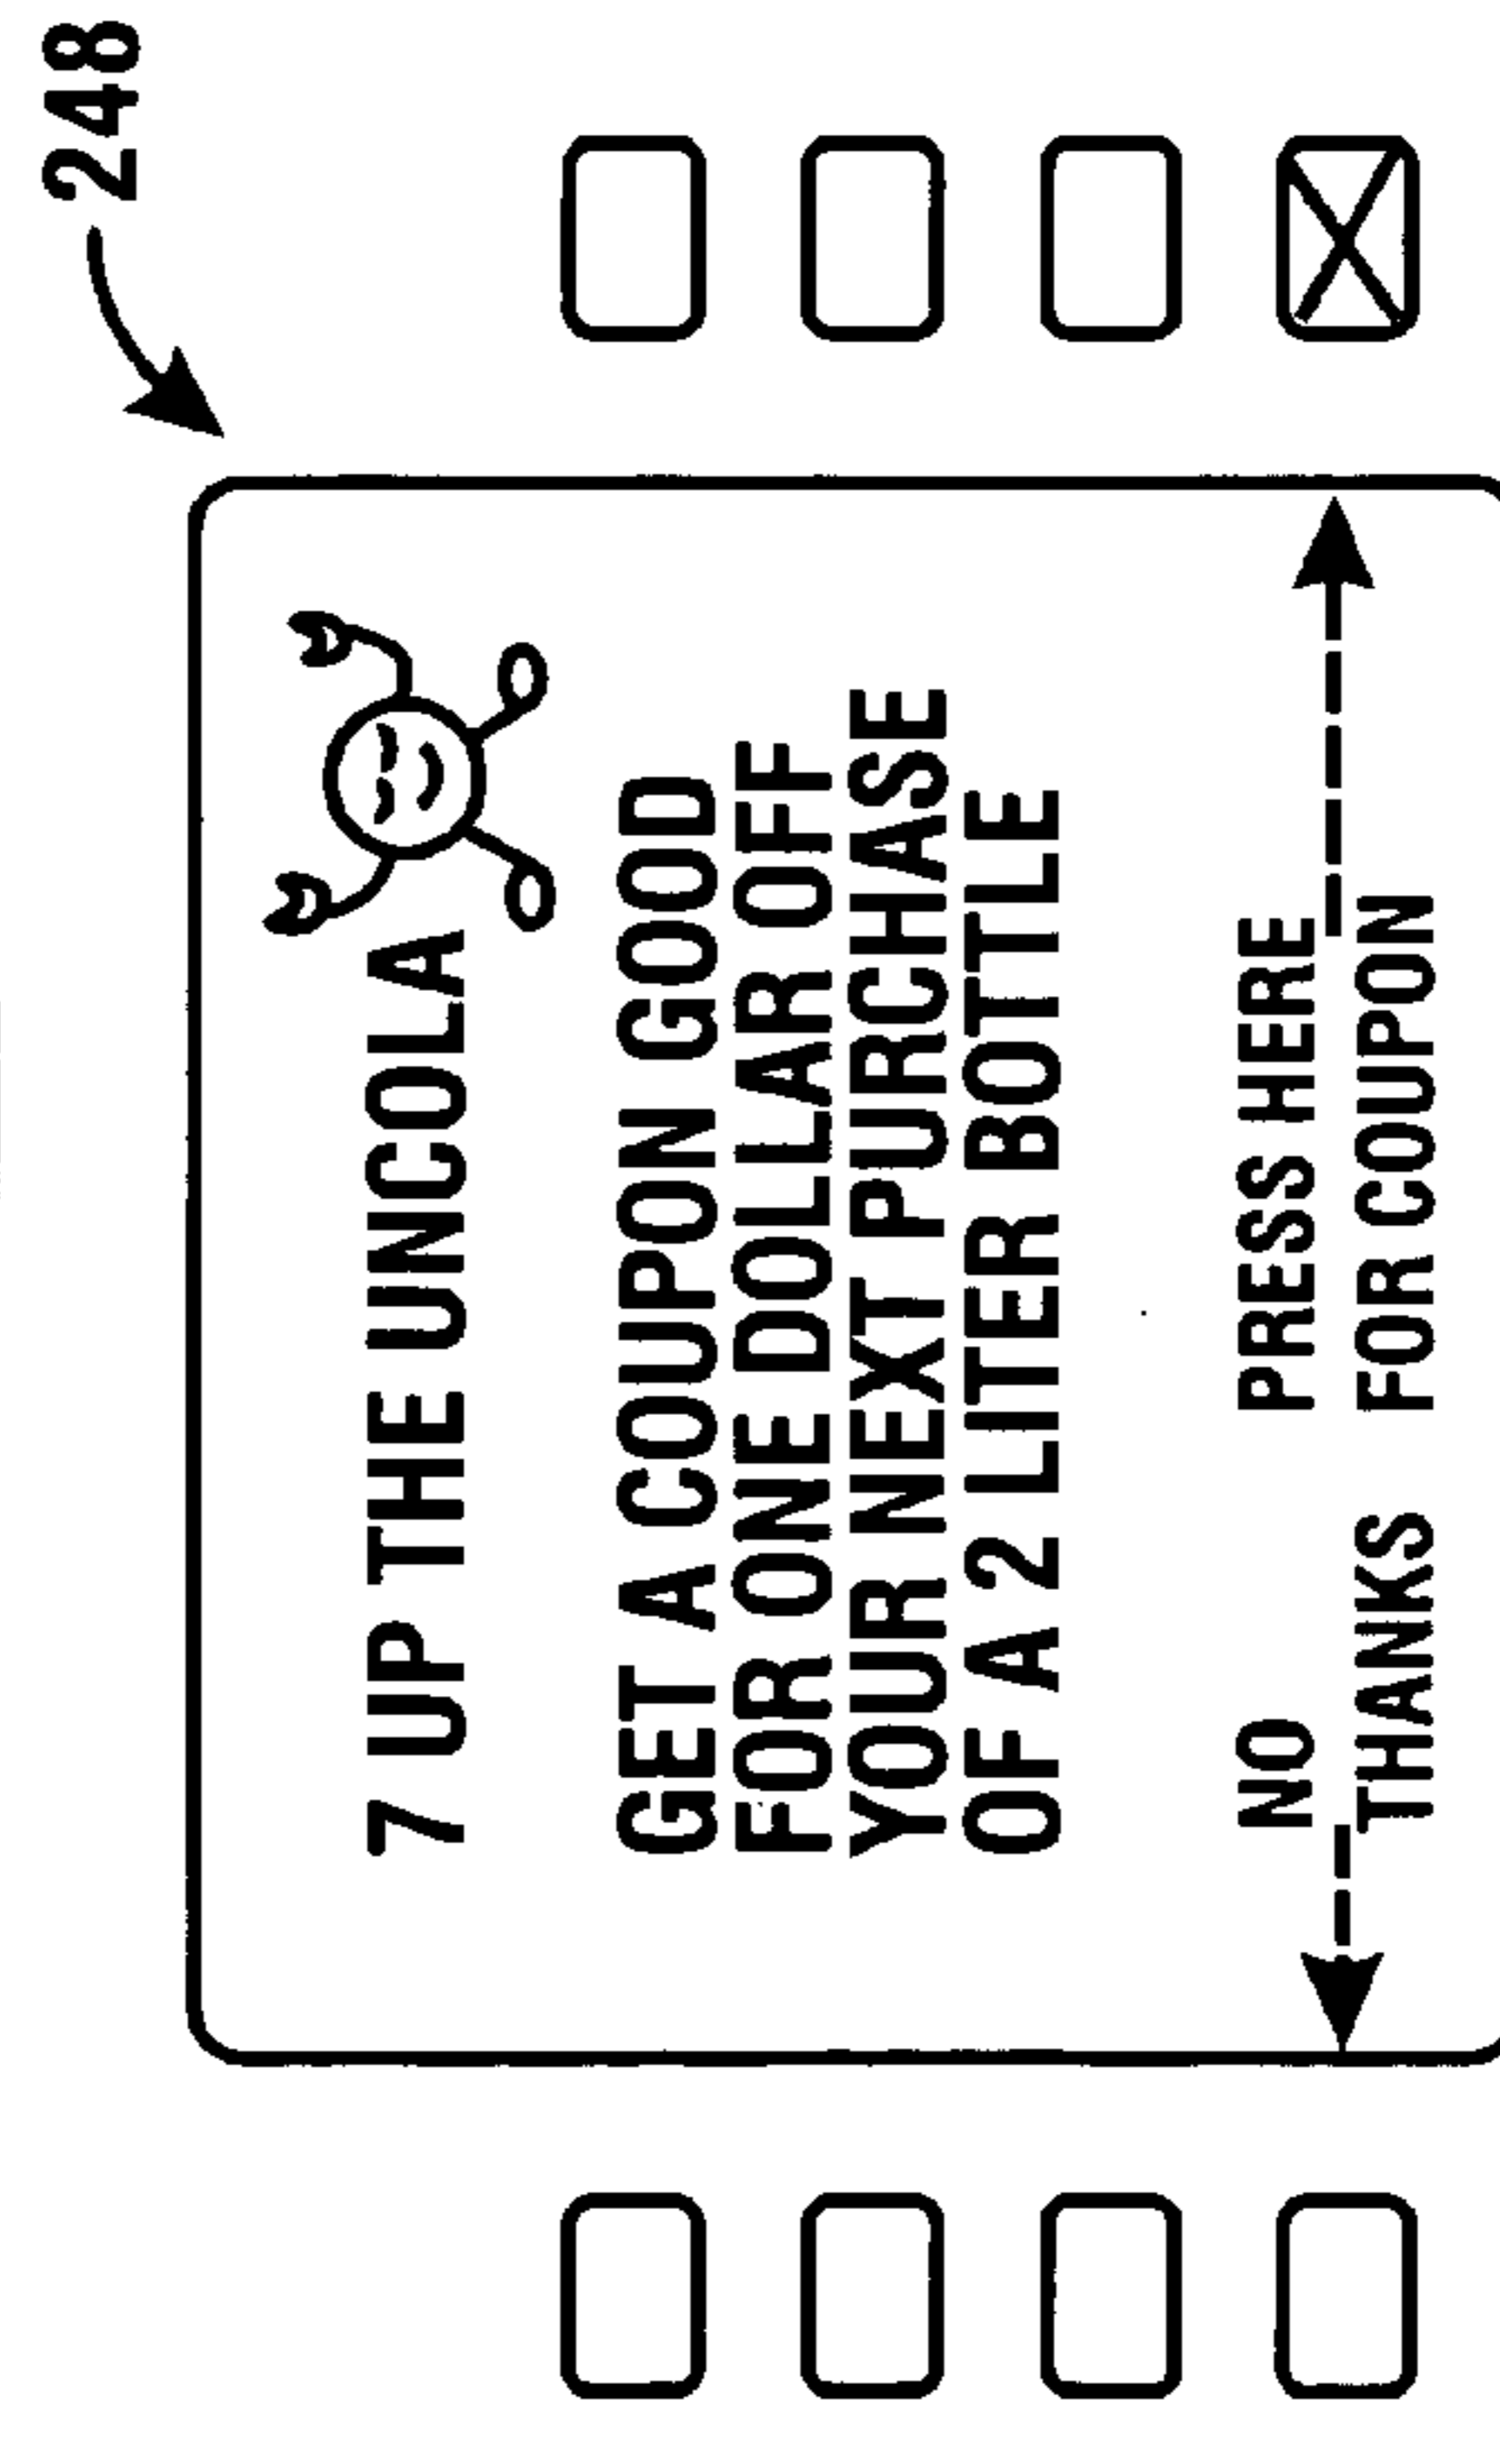 248
7 UP THE UNCOLA
GET A COUPON GOOD
FOR ONE DOLLAR OFF
YOUR NEXT PURCHASE
OF A 2 LITER BOTTLE
NO
THANKS
PRESS HERE
FOR COUPON